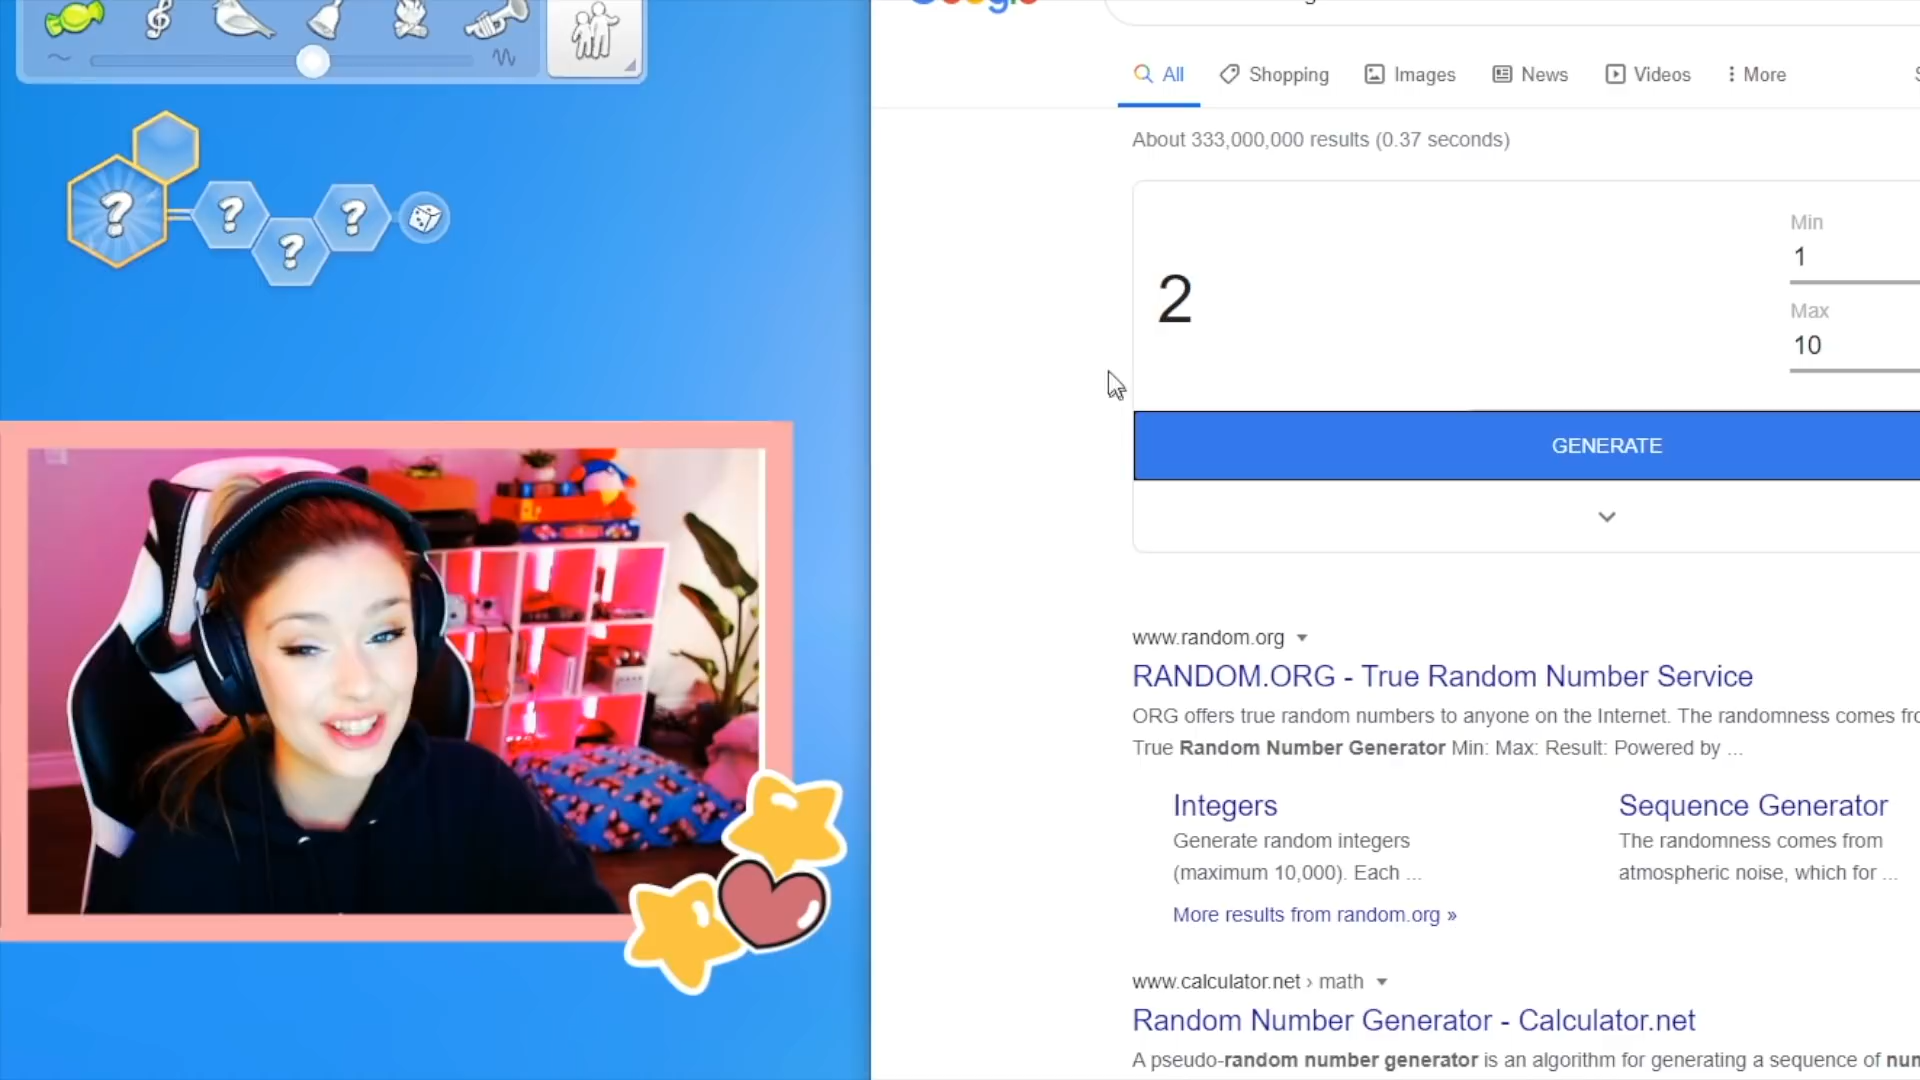 All
Shopping
Images
News
Videos
More
About 333,000,000 results (0.37 seconds)
Min
1
2
Max
10
GENERATE
www.random.org
RANDOM.ORG - True Random Number Service
ORG offers true random numbers to anyone on the Internet. The randomness comes
True Random Number Generator Min: Max: Result: Powered by ...
Integers
Generate random integers
(maximum 10,000). Each ...
Sequence Generator
The randomness comes from
atmospheric noise, which for ...
More results from random.org »
www.calculator.net › math
Random Number Generator - Calculator.net
A pseudo-random number generator is an algorithm for generating a sequence of